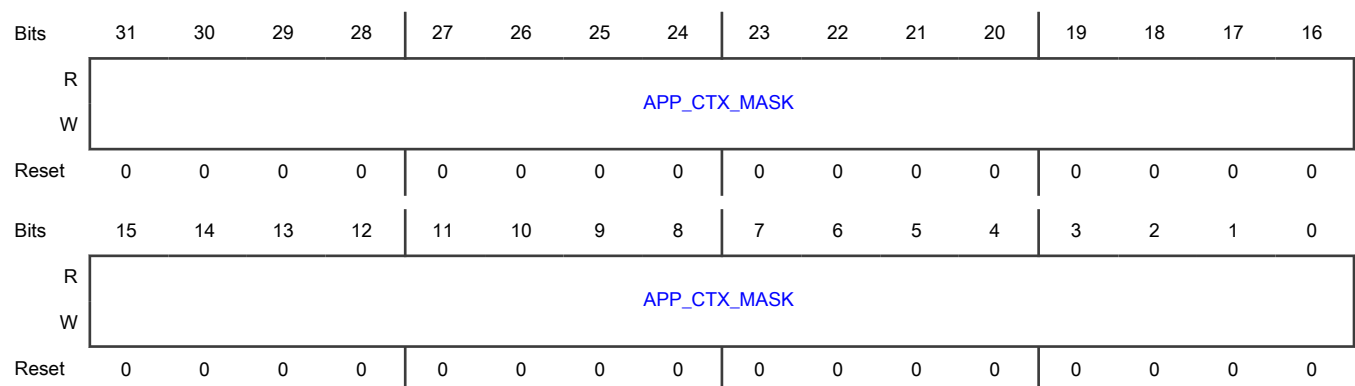 Bits 31 30 29 28 27 26 25 24 23 22 21 20 19 18 17 16
R
APP_CTX_MASK
W
Reset 0 0 0 0 0 0 0 0 0 0 0 0 0 0 0 0
Bits 15 14 13 12 11 10 9 8 7 6 5 4 3 2 1 0
R
APP_CTX_MASK
W
Reset 0 0 0 0 0 0 0 0 0 0 0 0 0 0 0 0